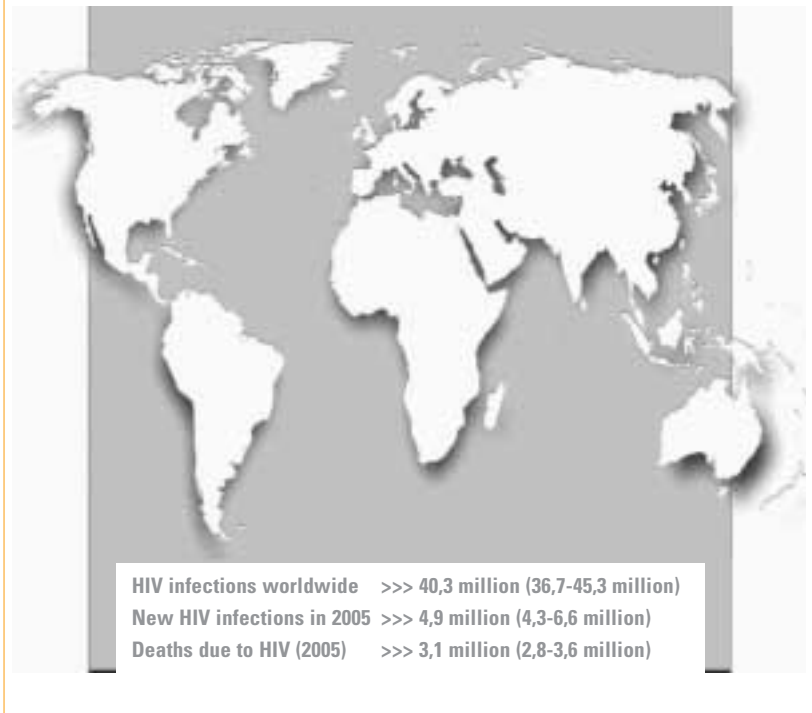 HIV infections worldwide >>> 40,3 million (36,7-45,3 million)
New HIV infections in 2005 >>> 4,9 million (4,3-6,6 million)
Deaths due to HIV (2005) >>> 3,1 million (2,8-3,6 million)